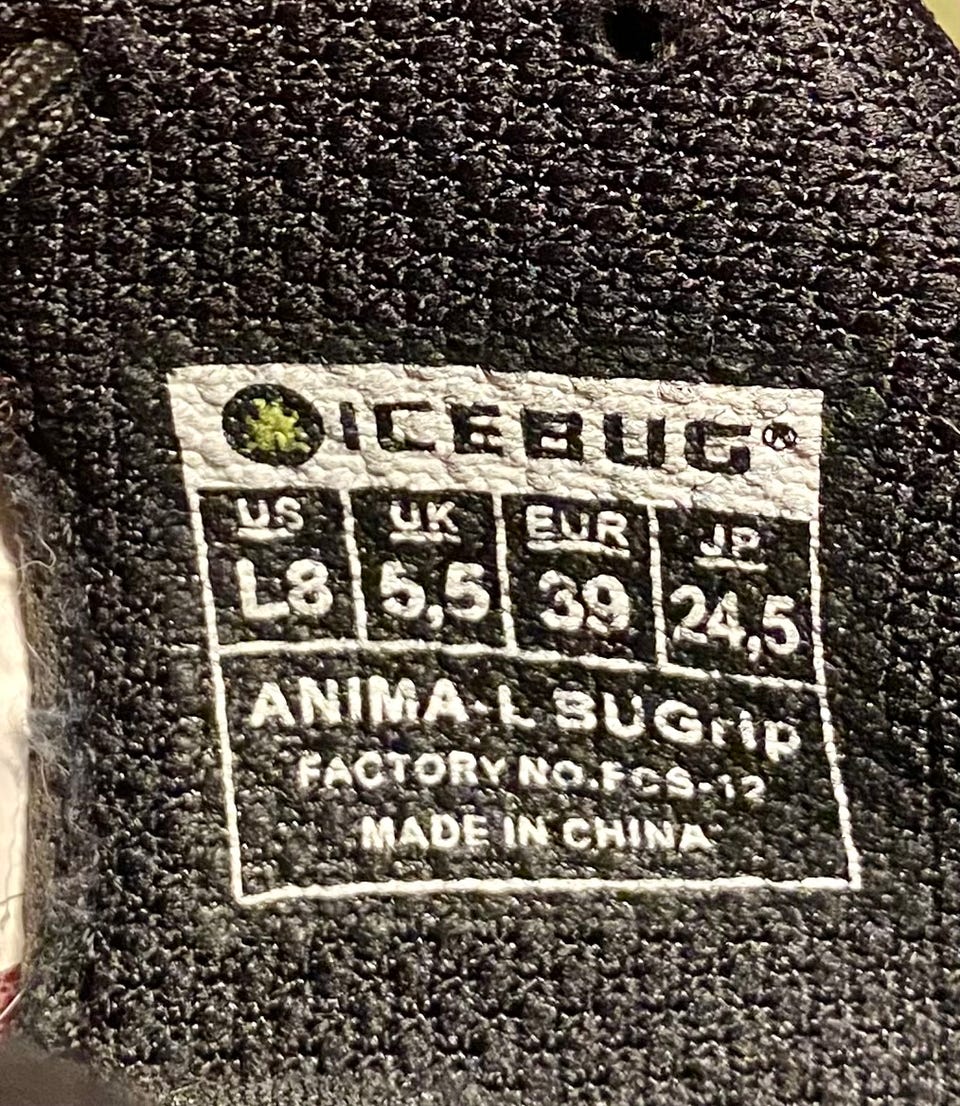 ICEBUG®
US UK EUR JP
L8 5,5 39 24,5
ANIMA-L BUGrip
FACTORY NO.FCS-12
MADE IN CHINA